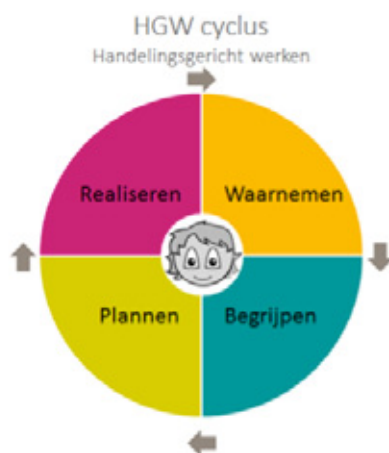 HGW cyclus
Handelingsgericht werken
Realiseren
Waarnemen
Plannen
Begrijpen